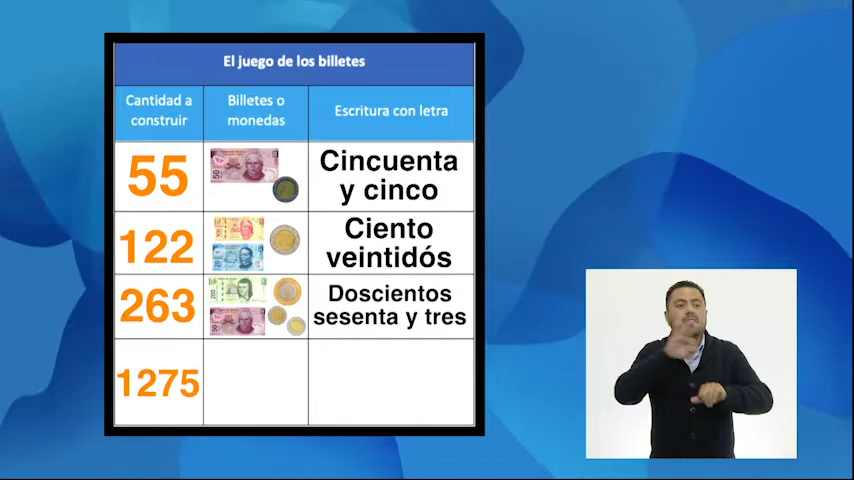 El juego de los billetes
Cantidad a construir
Billetes o monedas
Escritura con letra
55
Cincuenta
y cinco
122
Ciento
veintidós
263
Doscientos
sesenta y tres
1275